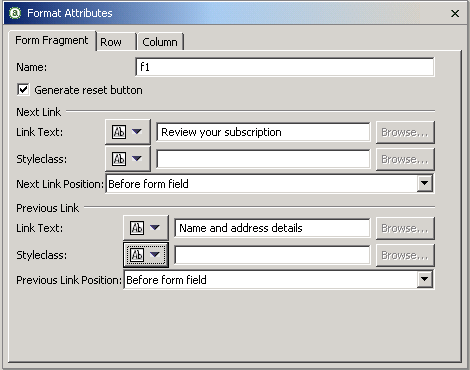 Format Attributes
Form Fragment Row Column
Name: f1
Generate reset button
Next Link
Link Text: Ab Review your subscription Browse...
Styleclass: Ab Browse...
Next Link Position: Before form field
Previous Link
Link Text: Ab Name and address details Browse...
Styleclass: Ab Browse...
Previous Link Position: Before form field